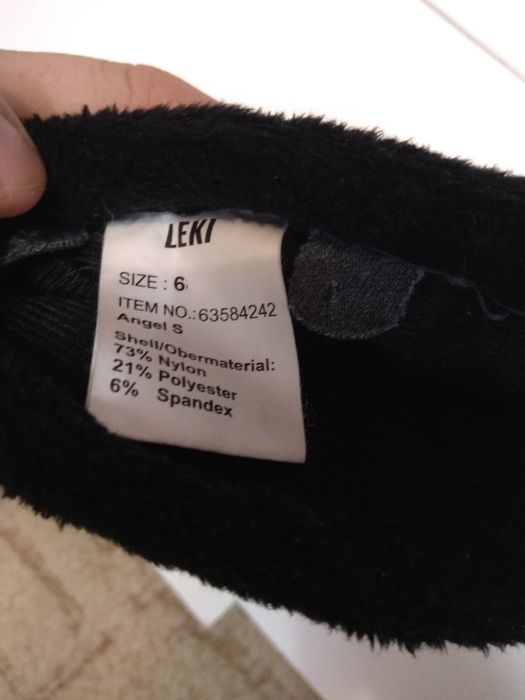 LEKI
SIZE : 6
ITEM NO.:63584242
Angel S
Shell/Obermaterial:
73% Nylon
21% Polyester
6% Spandex